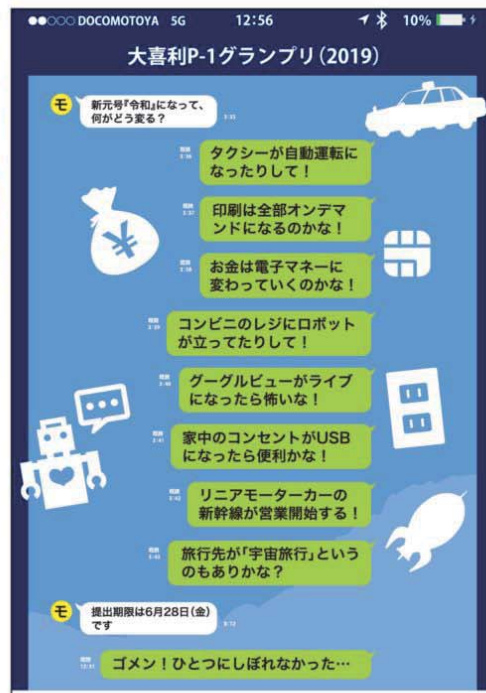 DOCOMOTOYA 5G 12:56 10%
大喜利P-1グランプリ(2019)
モ
新元号『令和』になって、
何がどう変る?
タクシーが自動運転に
なったりして!
印刷は全部オンデマ
ンドになるのかな!
¥
お金は電子マネーに
変わっていくのかな!
コンビニのレジにロボット
が立ってたりして!
グーグルビューがライブ
になったら怖いな!
家中のコンセントがUSB
になったら便利かな!
リニアモーターカーの
新幹線が営業開始する!
旅行先が「宇宙旅行」という
のもありかな?
モ
提出期限は6月28日(金)
です
ゴメン!ひとつにしぼれなかった…